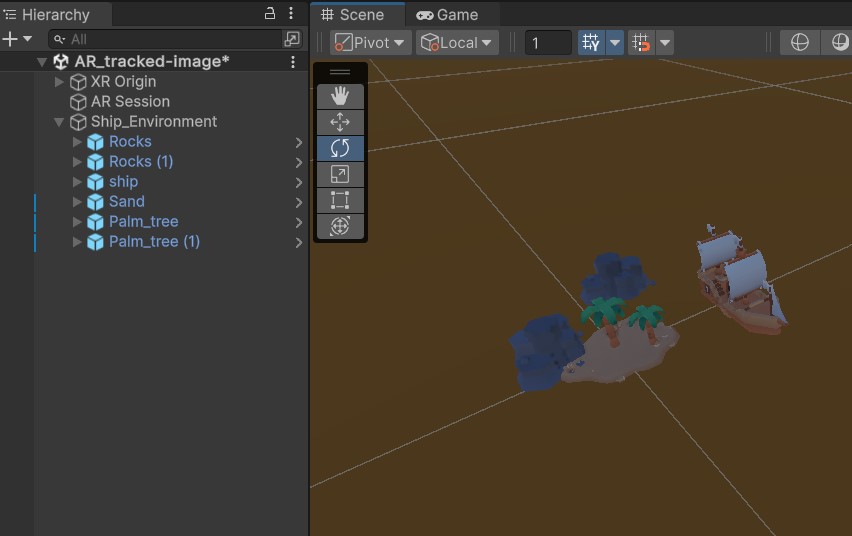 Hierarchy
All
AR_tracked-image*
XR Origin
AR Session
Ship_Environment
Rocks
Rocks (1)
ship
Sand
Palm_tree
Palm_tree (1)
Scene
Game
Pivot
Local
1